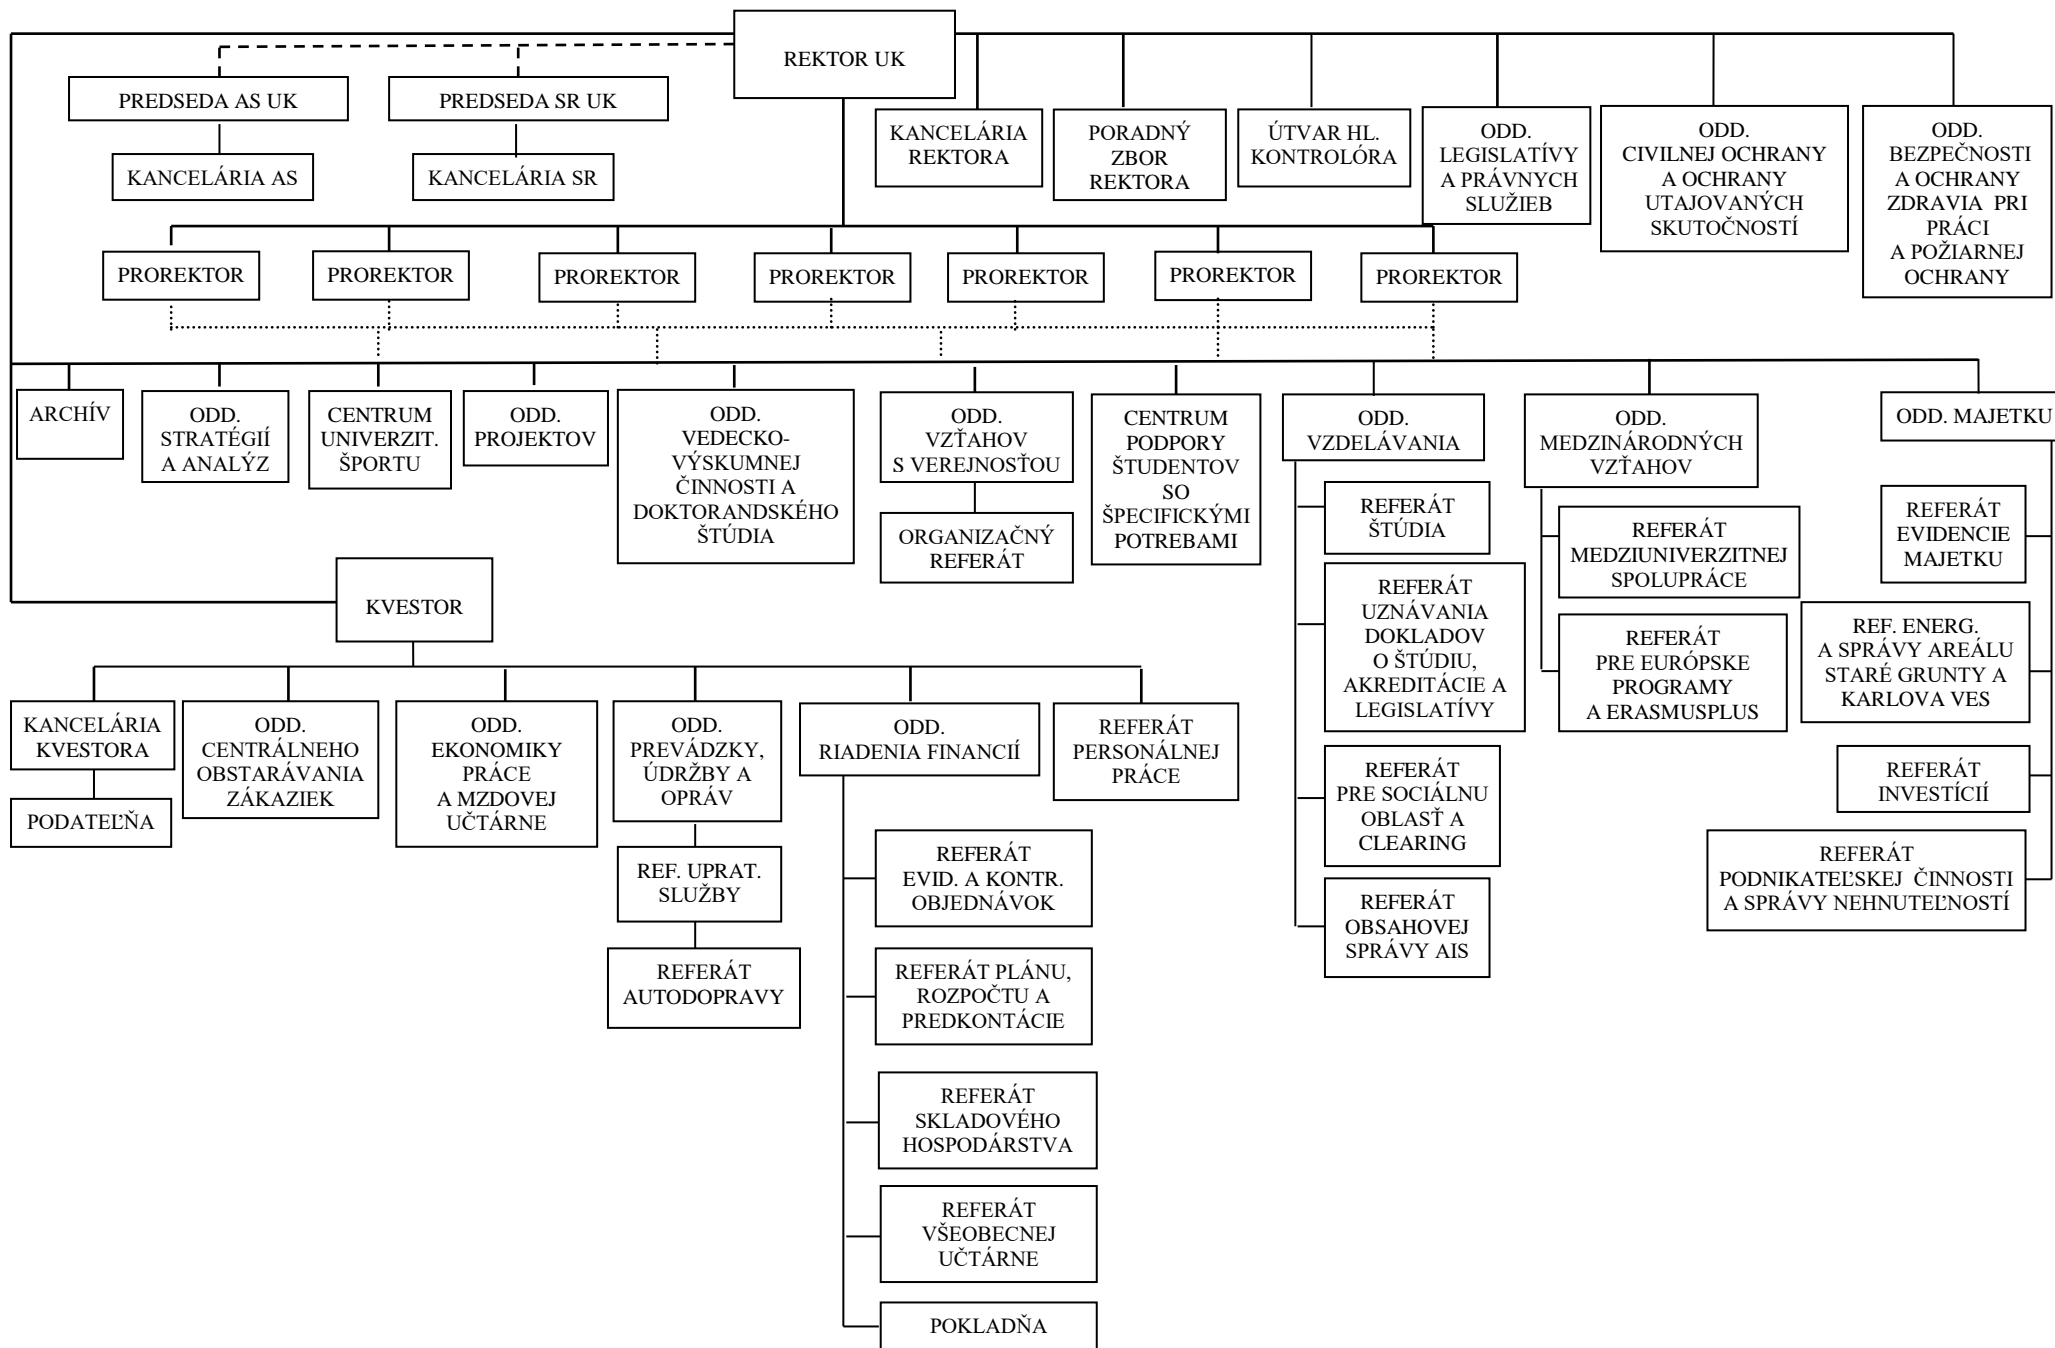 REKTOR UK
PREDSEDA AS UK
PREDSEDA SR UK
KANCELÁRIA AS
KANCELÁRIA SR
KANCELÁRIA
REKTORA
PORADNÝ
ZBOR
REKTORA
ÚTVAR HL.
KONTROLÓRA
ODD.
LEGISLATÍVY
A PRÁVNYCH
SLUŽIEB
ODD.
CIVILNEJ OCHRANY
A OCHRANY
UTAJOVANÝCH
SKUTOČNOSTÍ
ODD.
BEZPEČNOSTI
A OCHRANY
ZDRAVIA PRI
PRÁCI
A POŽIARNEJ
OCHRANY
PROREKTOR
PROREKTOR
PROREKTOR
PROREKTOR
PROREKTOR
PROREKTOR
PROREKTOR
ARCHÍV
ODD.
STRATÉGIÍ
A ANALÝZ
CENTRUM
UNIVERZIT.
ŠPORTU
ODD.
PROJEKTOV
ODD.
VEDECKO-
VÝSKUMNEJ
ČINNOSTI A
DOKTORANDSKÉHO
ŠTÚDIA
ODD.
VZŤAHOV
S VEREJNOSŤOU
ORGANIZAČNÝ
REFERÁT
CENTRUM
PODPORY
ŠTUDENTOV
SO
ŠPECIFICKÝMI
POTREBAMI
ODD.
VZDELÁVANIA
REFERÁT
ŠTÚDIA
REFERÁT
UZNÁVANIA
DOKLADOV
O ŠTÚDIU,
AKREDITÁCIE A
LEGISLATÍVY
REFERÁT
PRE SOCIÁLNU
OBLASŤ A
CLEARING
REFERÁT
OBSAHOVEJ
SPRÁVY AIS
ODD.
MEDZINÁRODNÝCH
VZŤAHOV
REFERÁT
MEDZIUNIVERZITNEJ
SPOLUPRÁCE
REFERÁT
PRE EURÓPSKE
PROGRAMY
A ERASMUSPLUS
ODD. MAJETKU
REFERÁT
EVIDENCIE
MAJETKU
REF. ENERG.
A SPRÁVY AREÁLU
STARÉ GRUNTY A
KARLOVA VES
REFERÁT
INVESTÍCIÍ
REFERÁT
PODNIKATEĽSKEJ ČINNOSTI
A SPRÁVY NEHNUTEĽNOSTÍ
KVESTOR
KANCELÁRIA
KVESTORA
PODATEĽŇA
ODD.
CENTRÁLNEHO
OBSTARÁVANIA
ZÁKAZIEK
ODD.
EKONOMIKY
PRÁCE
A MZDOVEJ
UČTÁRNE
ODD.
PREVÁDZKY,
ÚDRŽBY A
OPRÁV
REF. UPRAT.
SLUŽBY
REFERÁT
AUTODOPRAVY
ODD.
RIADENIA FINANCIÍ
REFERÁT
EVID. A KONTR.
OBJEDNÁVOK
REFERÁT PLÁNU,
ROZPOČTU A
PREDKONTÁCIE
REFERÁT
SKLADOVÉHO
HOSPODÁRSTVA
REFERÁT
VŠEOBECNEJ
UČTÁRNE
POKLADŇA
REFERÁT
PERSONÁLNEJ
PRÁCE